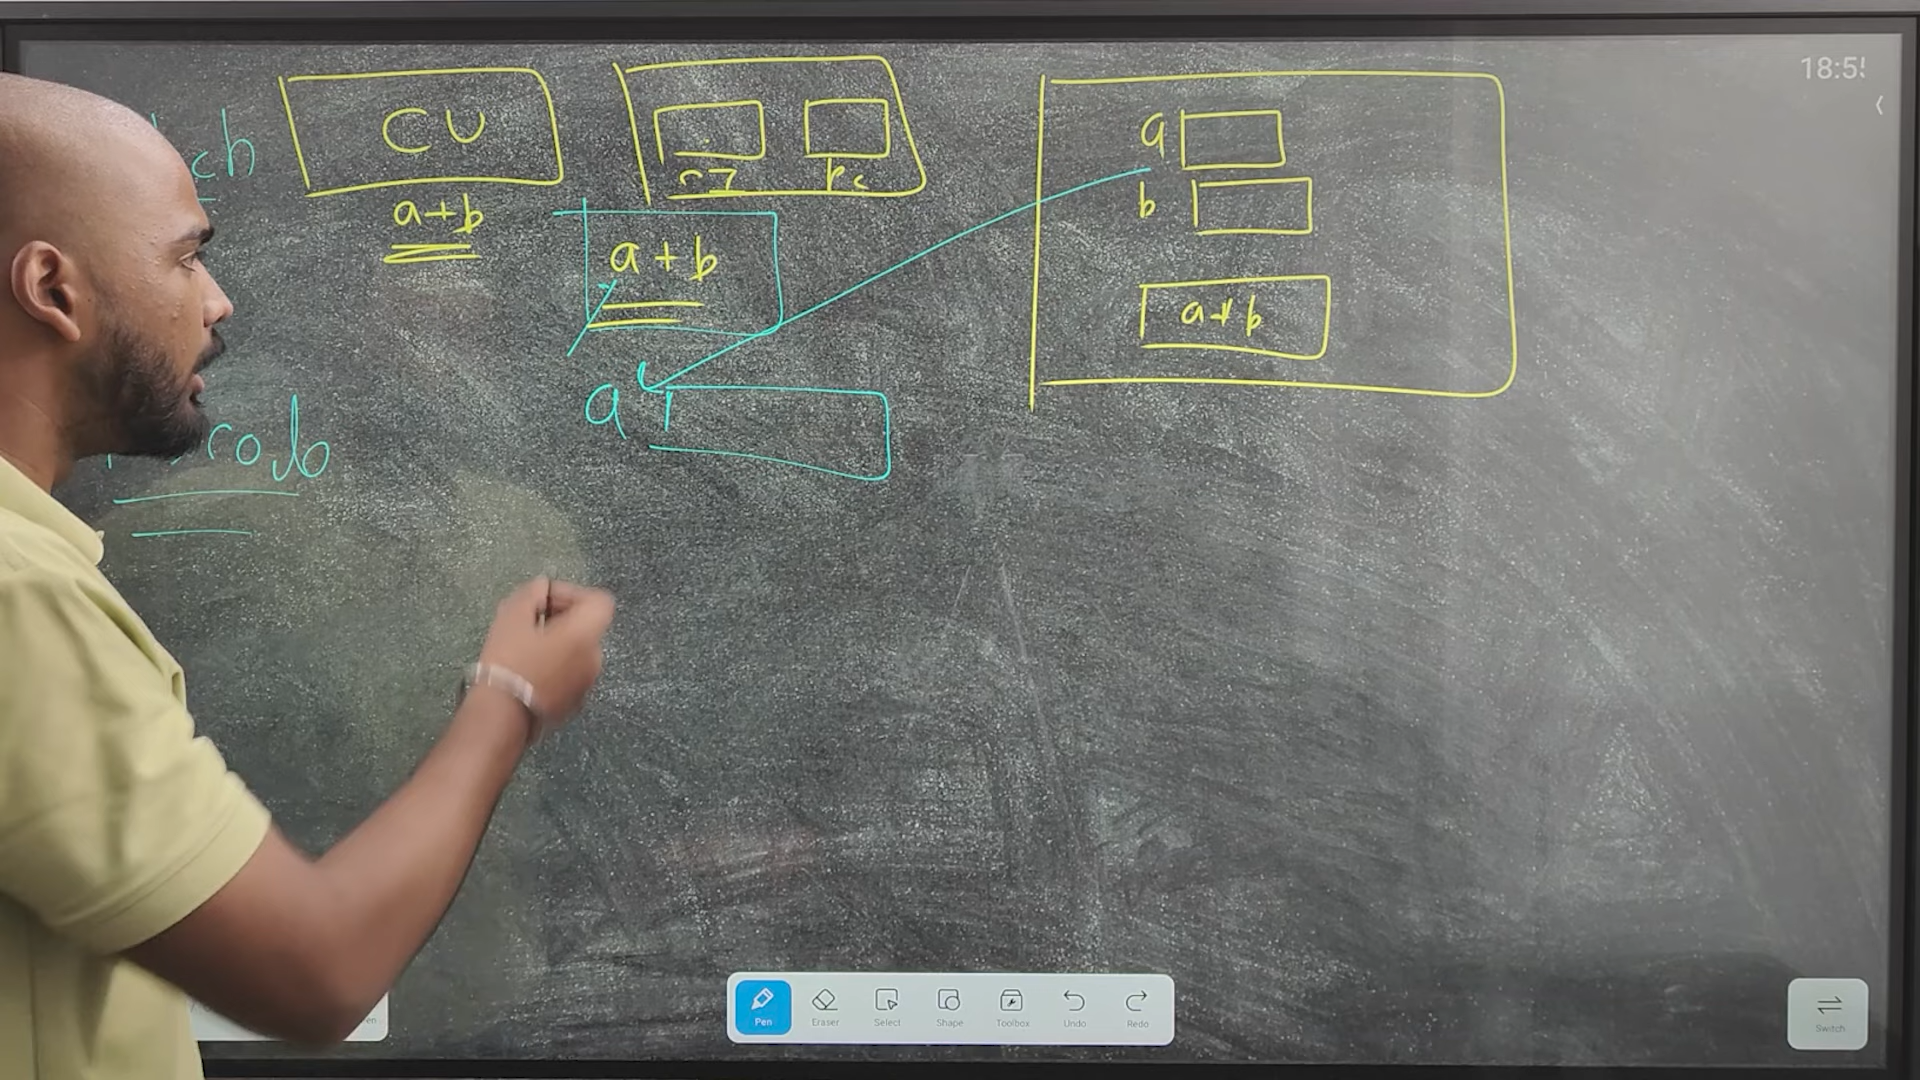 18:5
CU
a
b
a+b
a + b
a+b
a
Pen
Eraser
Select
Shape
Toolbox
Undo
Redo
Switch